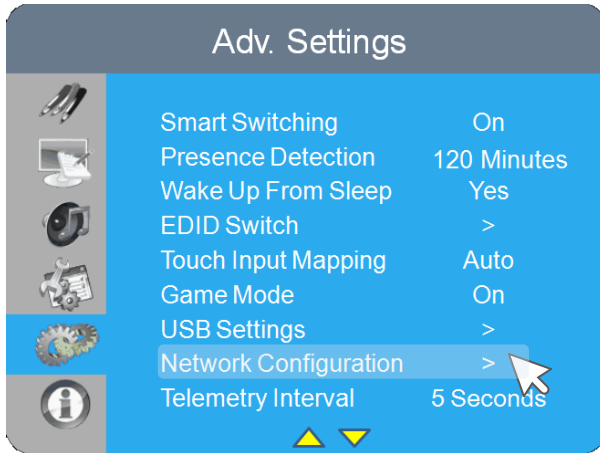 Adv. Settings
Smart Switching On
Presence Detection 120 Minutes
Wake Up From Sleep Yes
EDID Switch >
Touch Input Mapping Auto
Game Mode On
USB Settings >
Network Configuration >
Telemetry Interval 5 Seconds